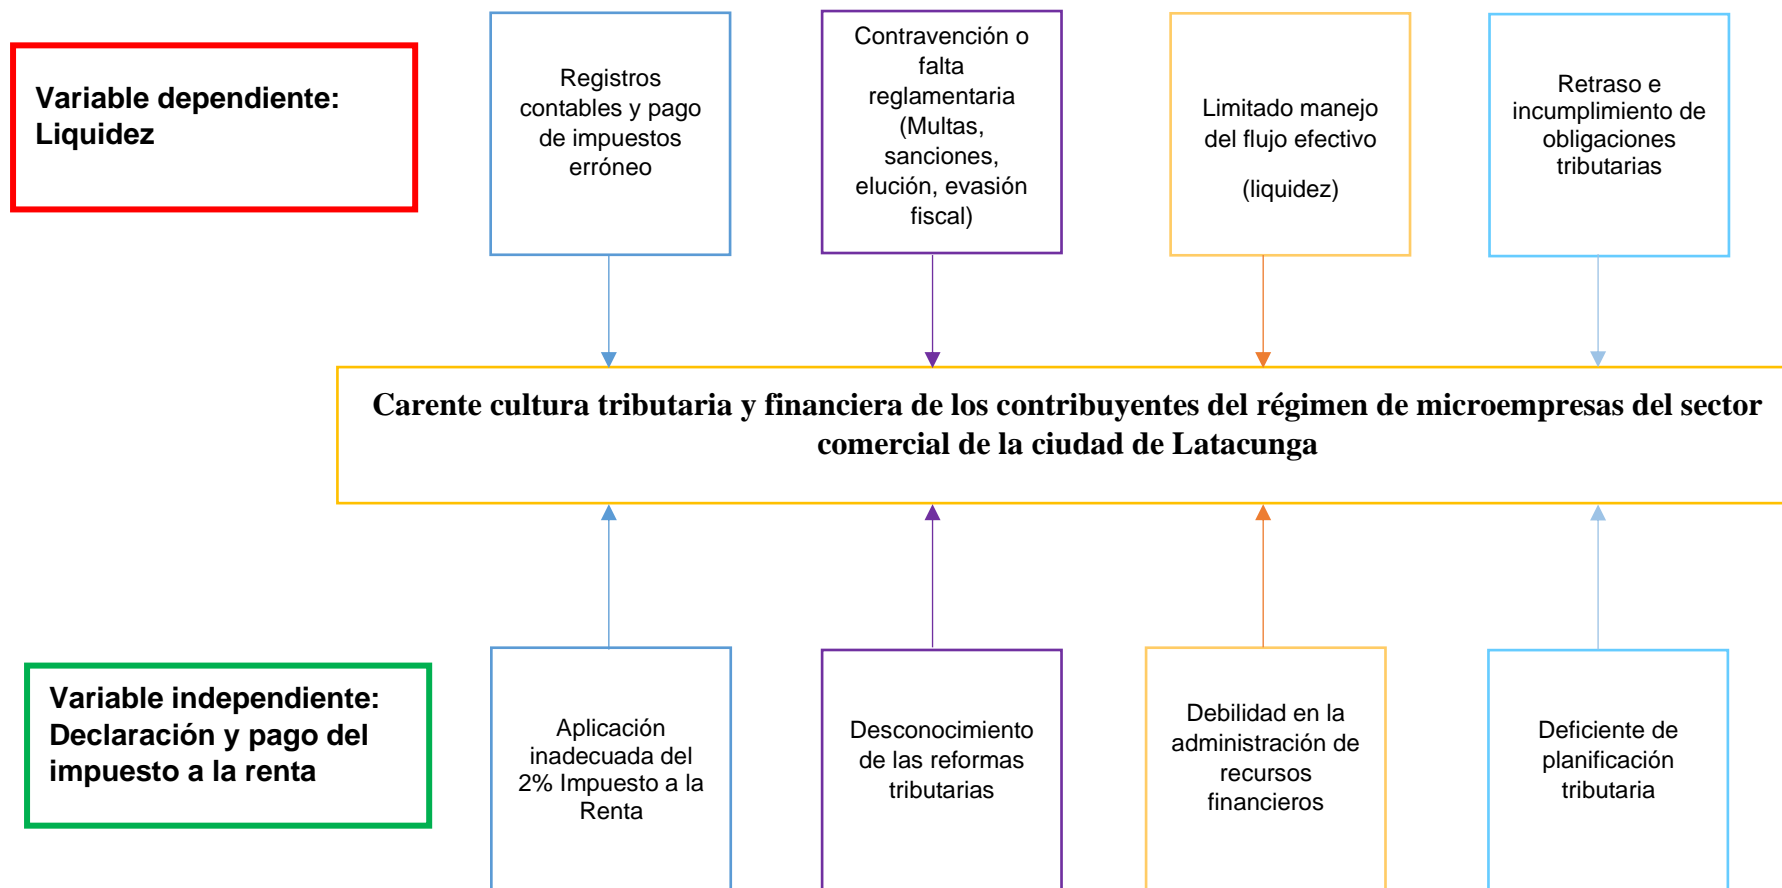 Variable dependiente:
Liquidez
Registros
contables y pago
de impuestos
erróneo
Contravención o
falta
reglamentaria
(Multas,
sanciones,
elución, evasión
fiscal)
Limitado manejo
del flujo efectivo
(liquidez)
Retraso e
incumplimiento de
obligaciones
tributarias
Carente cultura tributaria y financiera de los contribuyentes del régimen de microempresas del sector
comercial de la ciudad de Latacunga
Variable independiente:
Declaración y pago del
impuesto a la renta
Aplicación
inadecuada del
2% Impuesto a la
Renta
Desconocimiento
de las reformas
tributarias
Debilidad en la
administración de
recursos
financieros
Deficiente de
planificación
tributaria